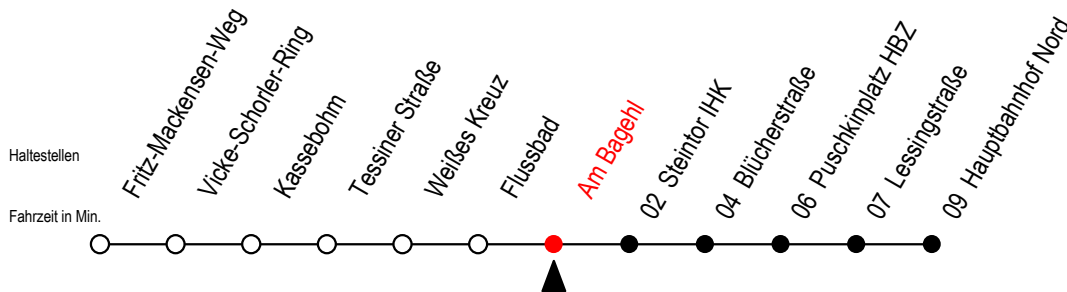 Haltestellen
Fahrzeit in Min.
Fritz-Mackensen-Weg
Vicke-Schorler-Ring
Kassebohm
Tessiner Straße
Weißes Kreuz
Flussbad
Am Bagehl
02 Steintor IHK
04 Blücherstraße
06 Puschkinplatz HBZ
07 Lessingstraße
09 Hauptbahnhof Nord